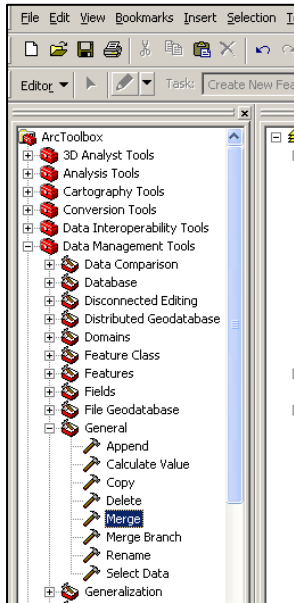 File Edit View Bookmarks Insert Selection
Editor Task: Create New Fea
ArcToolbox
3D Analyst Tools
Analysis Tools
Cartography Tools
Conversion Tools
Data Interoperability Tools
Data Management Tools
Data Comparison
Database
Disconnected Editing
Distributed Geodatabase
Domains
Feature Class
Features
Fields
File Geodatabase
General
Append
Calculate Value
Copy
Delete
Merge
Merge Branch
Rename
Select Data
Generalization